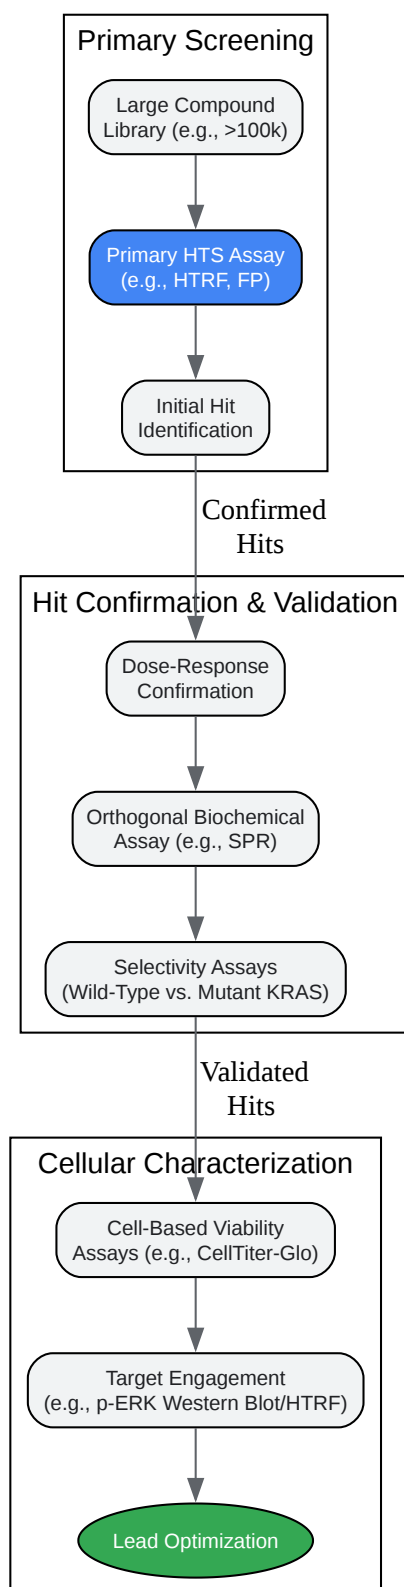 Primary Screening
Large Compound
Library (e.g., >100k)
Primary HTS Assay
(e.g., HTRF, FP)
Initial Hit
Identification
Confirmed
Hits
Hit Confirmation & Validation
Dose-Response
Confirmation
Orthogonal Biochemical
Assay (e.g., SPR)
Selectivity Assays
(Wild-Type vs. Mutant KRAS)
Validated
Hits
Cellular Characterization
Cell-Based Viability
Assays (e.g., CellTiter-Glo)
Target Engagement
(e.g., p-ERK Western Blot/HTRF)
Lead Optimization